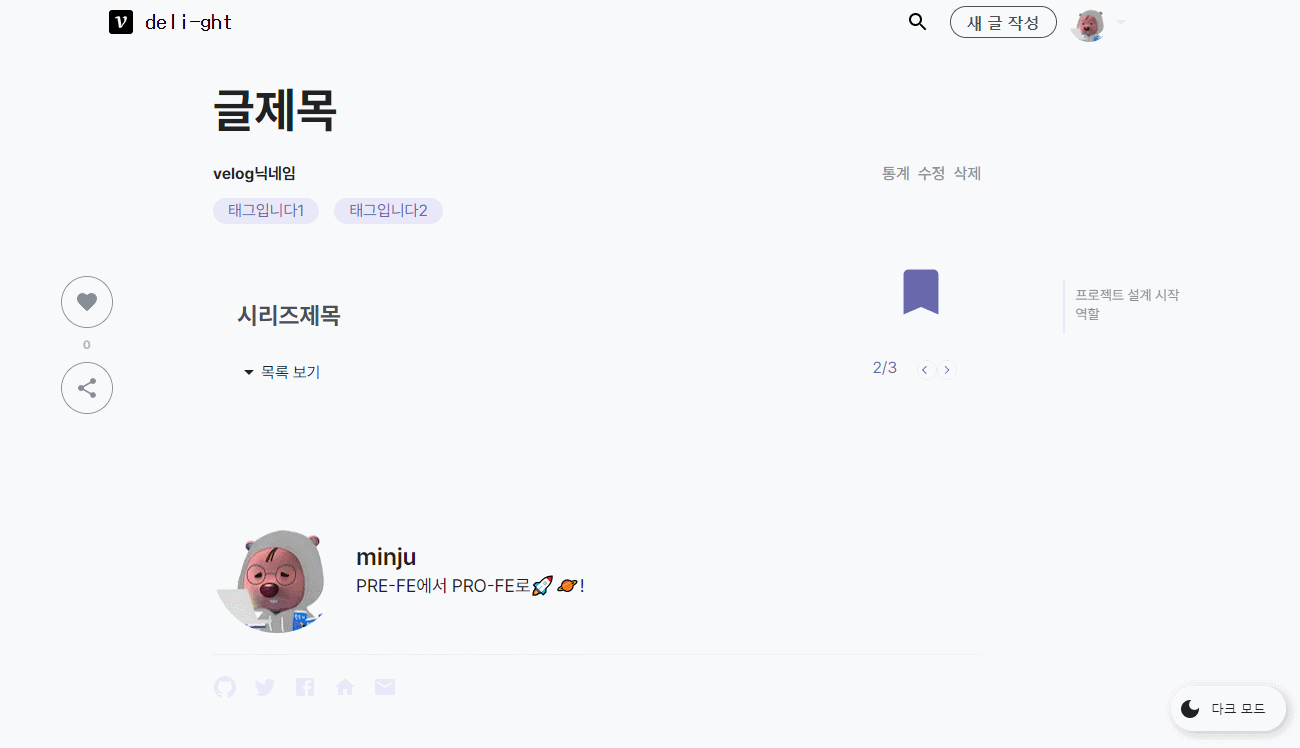 deli-ght
새 글 작성
글제목
velog닉네임
통계 수정 삭제
태그입니다1 태그입니다2
시리즈제목
프로젝트 설계 시작
역할
0
목록 보기
2/3
minju
PRE-FE에서 PRO-FE로🚀🪐!
다크 모드